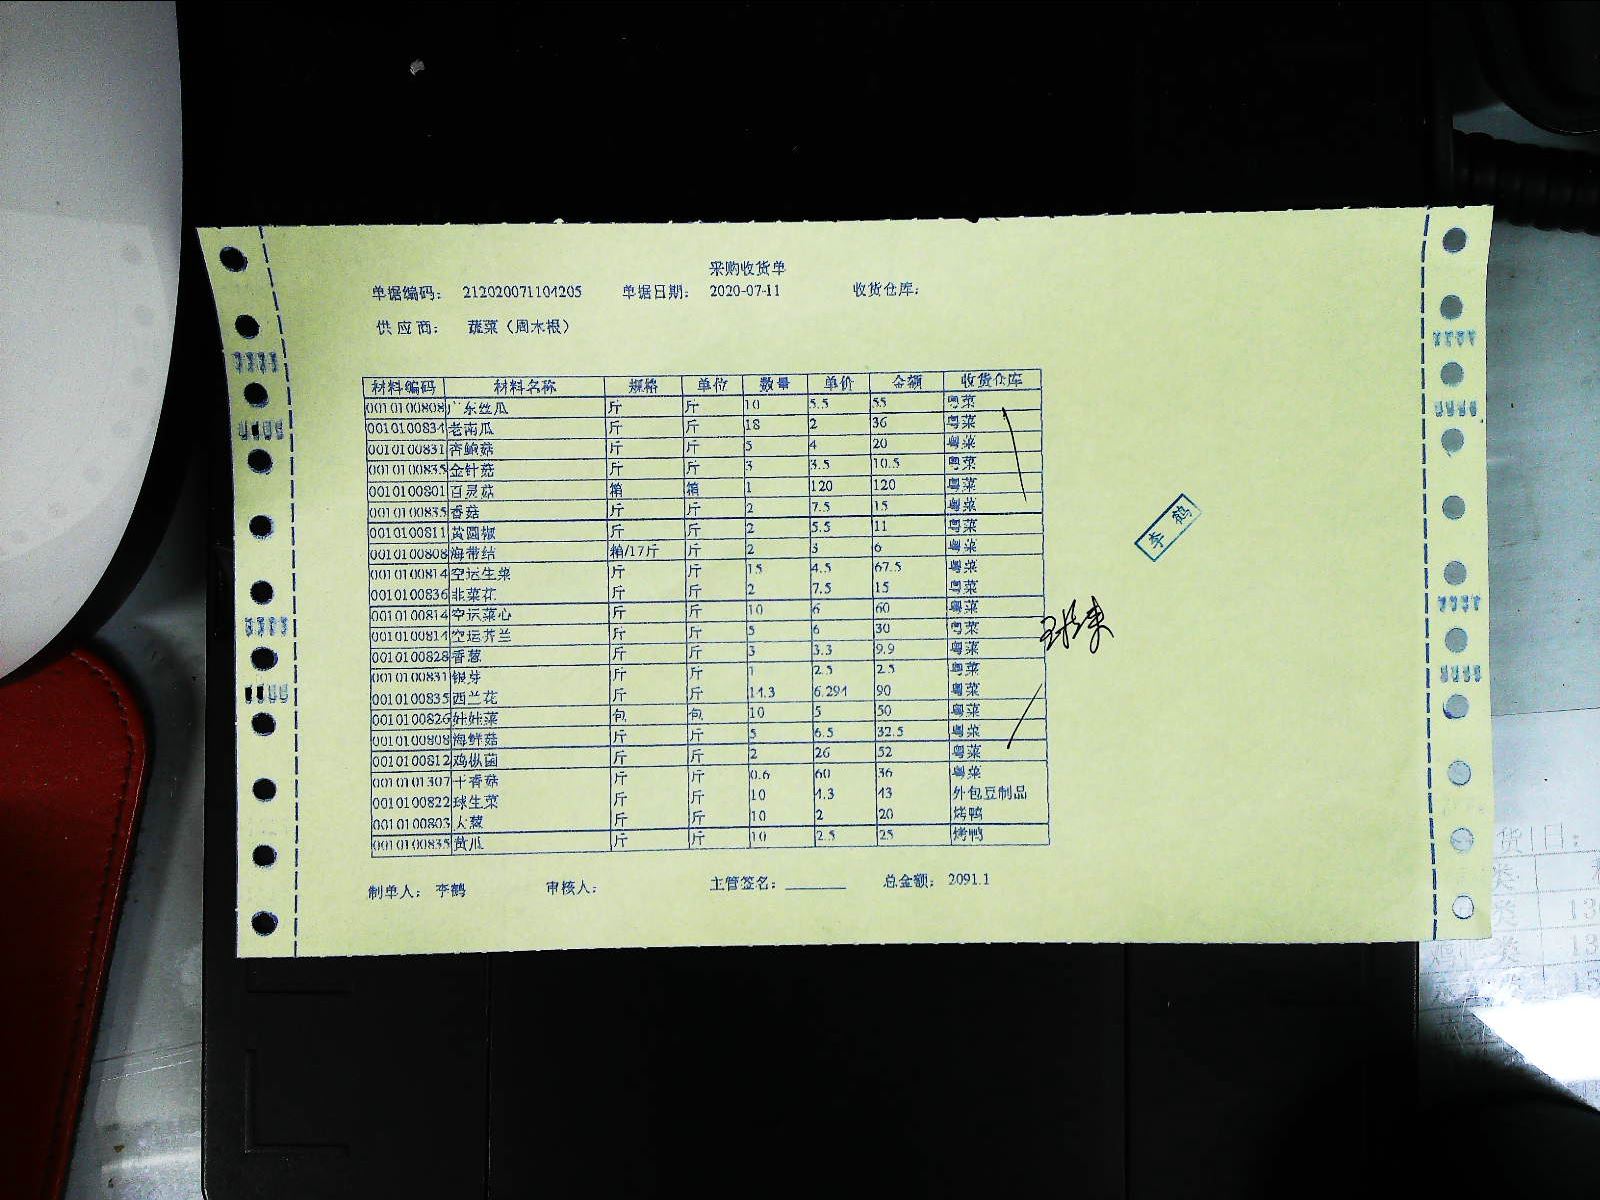 采购收货单
单据编码： 212020071104205 单据日期： 2020-07-11 收货仓库：
供 应 商： 蔬菜（周木根）
材料编码 材料名称 规格 单位 数量 单价 金额 收货仓库
0010100808 广东丝瓜 斤 斤 10 5.5 55 粤菜
0010100834 老南瓜 斤 斤 18 2 36 粤菜
0010100831 杏鲍菇 斤 斤 5 4 20 粤菜
0010100835 金针菇 斤 斤 3 3.5 10.5 粤菜
0010100801 百灵菇 箱 箱 1 120 120 粤菜
0010100835 香菇 斤 斤 2 7.5 15 粤菜
0010100811 黄圆椒 斤 斤 2 5.5 11 粤菜
0010100808 海带结 箱/17斤 斤 2 3 6 粤菜
0010100814 空运生菜 斤 斤 15 4.5 67.5 粤菜
0010100836 韭菜花 斤 斤 2 7.5 15 粤菜
0010100814 空运菜心 斤 斤 10 6 60 粤菜
0010100814 空运芥兰 斤 斤 5 6 30 粤菜
0010100828 香葱 斤 斤 3 3.3 9.9 粤菜
0010100831 银芽 斤 斤 1 2.5 2.5 粤菜
0010100835 西兰花 斤 斤 14.3 6.294 90 粤菜
0010100826 娃娃菜 包 包 10 5 50 粤菜
0010100808 海鲜菇 斤 斤 5 6.5 32.5 粤菜
0010100812 鸡枞菌 斤 斤 2 26 52 粤菜
0010101307 干香菇 斤 斤 0.6 60 36 粤菜
0010100822 球生菜 斤 斤 10 4.3 43 外包豆制品
0010100803 大葱 斤 斤 10 2 20 烤鸭
0010100835 黄瓜 斤 斤 10 2.5 25 烤鸭
李鹤
制单人： 李鹤 审核人： 主管签名： 总金额： 2091.1